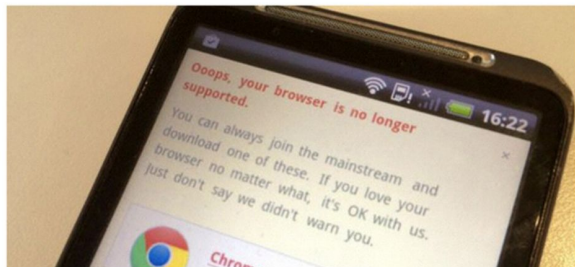 16:22
Ooops, your browser is no longer
supported.
You can always join the mainstream and
download one of these. If you love your
browser no matter what, it's OK with us.
Just don't say we didn't warn you.